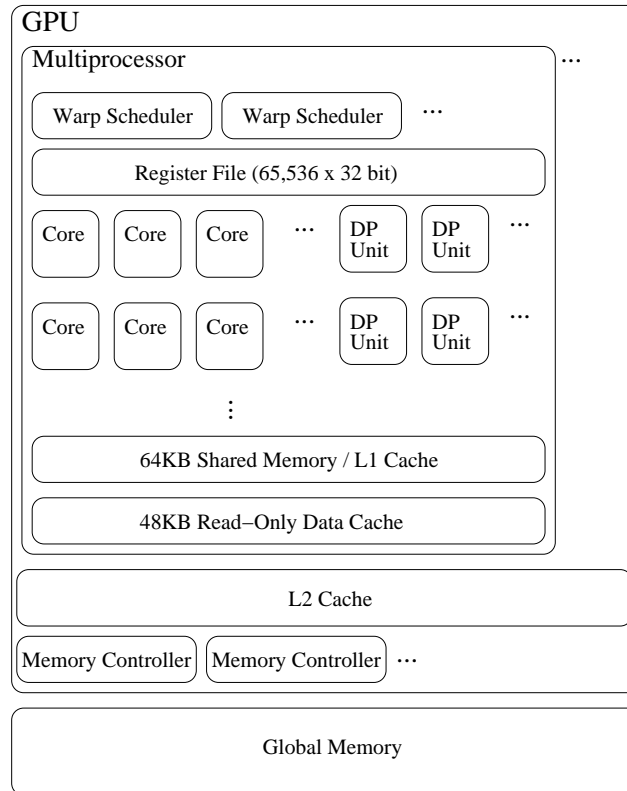 GPU
Multiprocessor
...
Warp Scheduler Warp Scheduler ...
Register File (65,536 x 32 bit)
Core Core Core ... DP Unit DP Unit ...
Core Core Core ... DP Unit DP Unit ...
...
64KB Shared Memory / L1 Cache
48KB Read−Only Data Cache
L2 Cache
Memory Controller Memory Controller ...
Global Memory